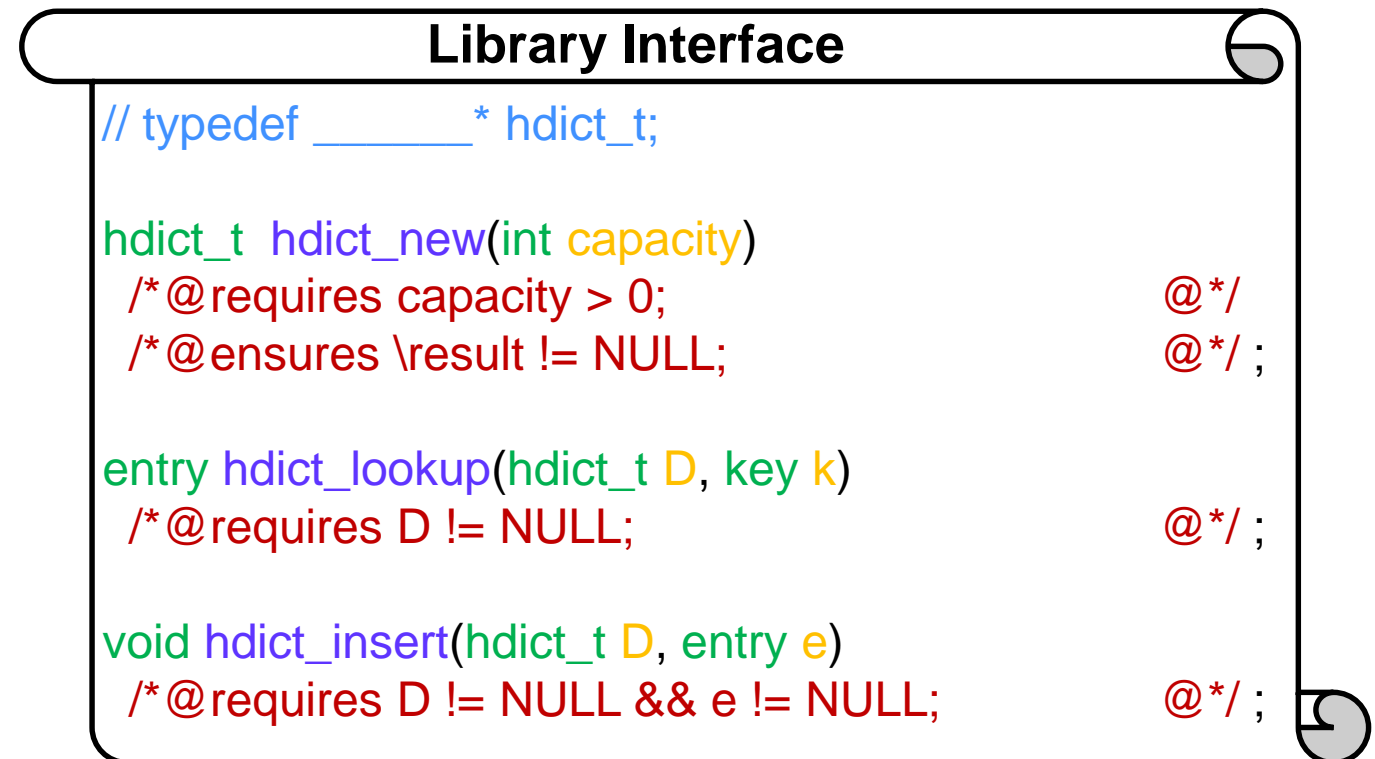 Library Interface
// typedef ______* hdict_t;
hdict_t hdict_new(int capacity)
/*@requires capacity > 0; @*/
/*@ensures \result != NULL; @*/ ;
entry hdict_lookup(hdict_t D, key k)
/*@requires D != NULL; @*/ ;
void hdict_insert(hdict_t D, entry e)
/*@requires D != NULL && e != NULL; @*/ ;